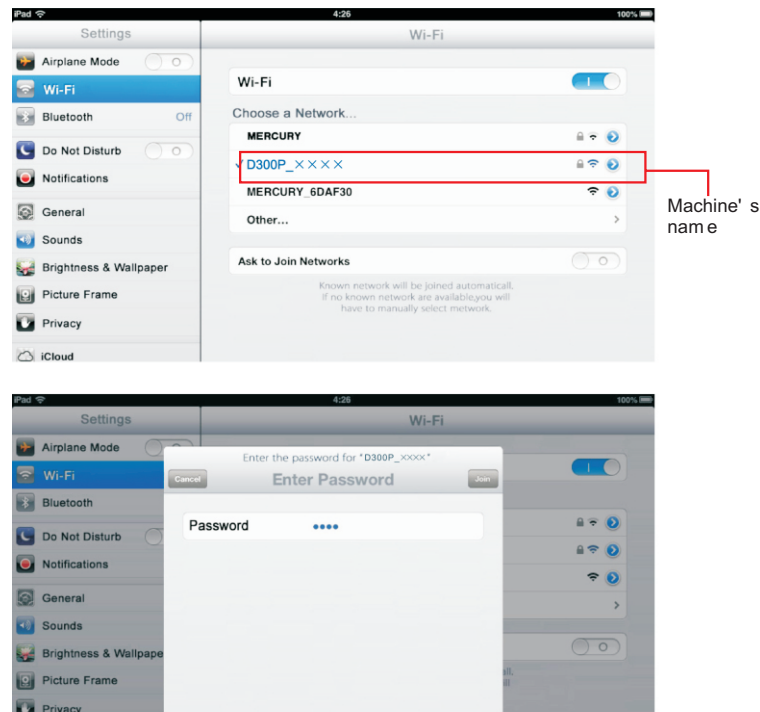 iPad 4:26 100%
Settings Wi-Fi
Airplane Mode
Wi-Fi
Bluetooth Off
Do Not Disturb
Notifications
General
Sounds
Brightness & Wallpaper
Picture Frame
Privacy
iCloud
Wi-Fi
Choose a Network...
MERCURY
✓ D300P_××××
MERCURY_6DAF30
Other...
Ask to Join Networks
Known network will be joined automaticall.
If no known network are available,you will
have to manually select metwork.
Machine' s
name
iPad 4:26 100%
Settings Wi-Fi
Airplane Mode
Wi-Fi
Bluetooth
Do Not Disturb
Notifications
General
Sounds
Brightness & Wallpape
Picture Frame
Privacy
Enter the password for "D300P_××××"
Cancel Enter Password Join
Password ••••
all.
ill